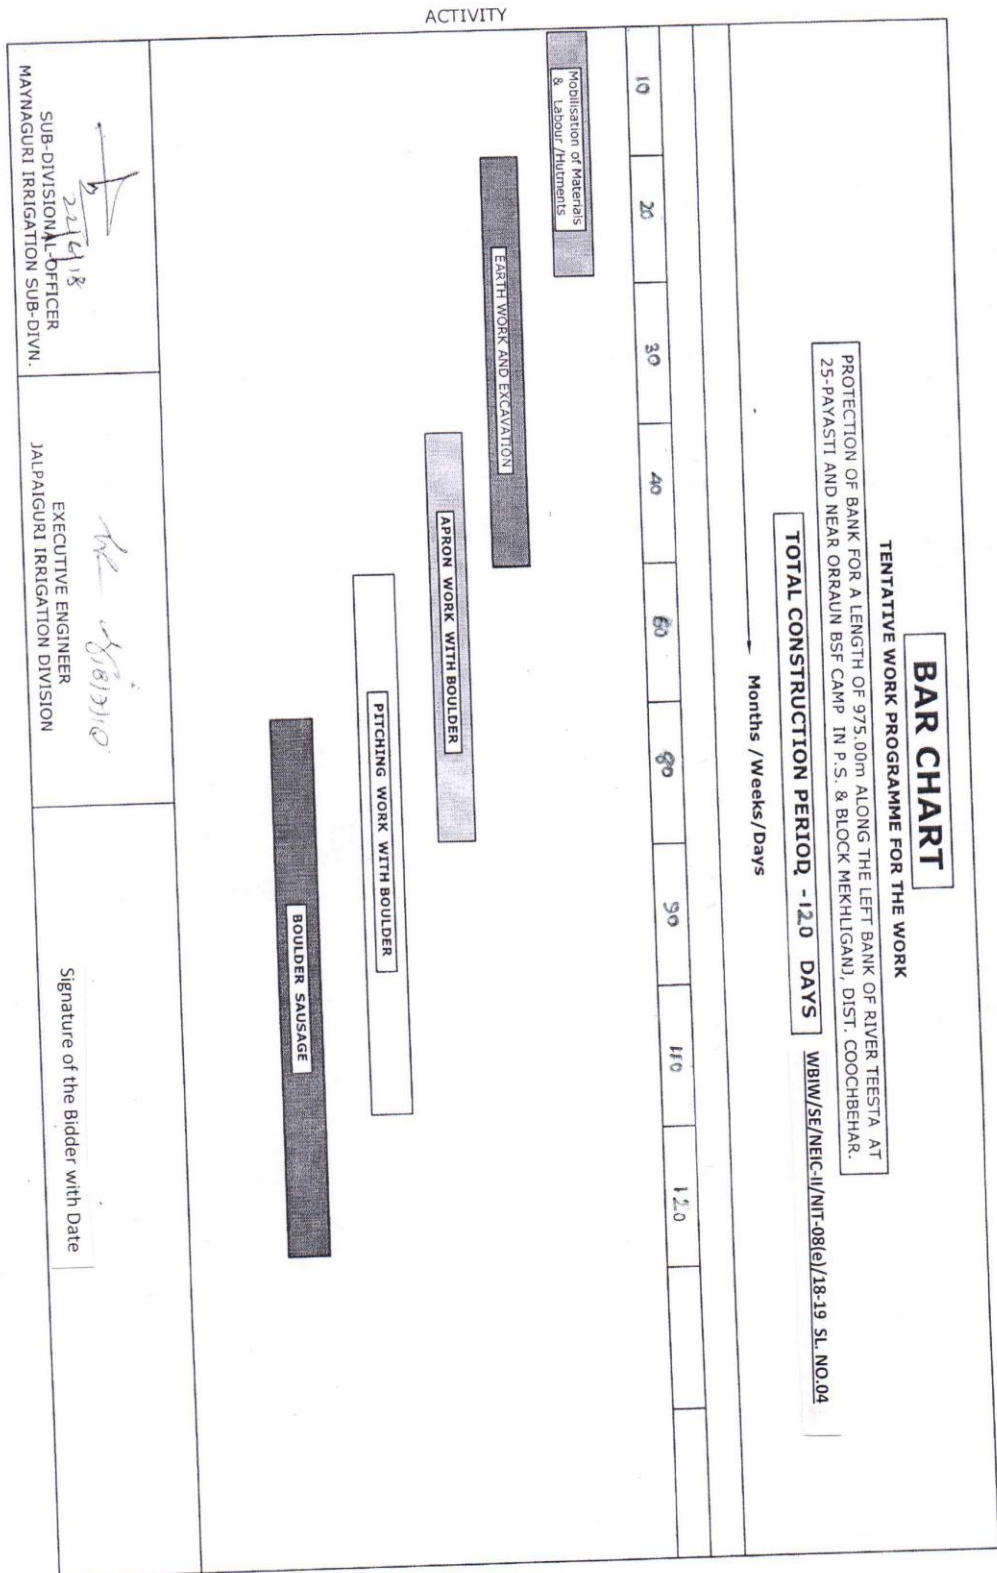 BAR CHART
TENTATIVE WORK PROGRAMME FOR THE WORK
PROTECTION OF BANK FOR A LENGTH OF 975.00m ALONG THE LEFT BANK OF RIVER TEESTA AT
25-PAYASTI AND NEAR ORRAUN BSF CAMP IN P.S. & BLOCK MEKHLIGANJ, DIST. COOCHBEHAR.
TOTAL CONSTRUCTION PERIOD - 120 DAYS WBIW/SE/NEIC-II/NIT-08(e)/18-19 SL. NO.04
Months /Weeks/Days
10 20 30 40 60 80 90 110 120
ACTIVITY
Mobilisation of Materials
& Labour /Hutments
EARTH WORK AND EXCAVATION
APRON WORK WITH BOULDER
PITCHING WORK WITH BOULDER
BOULDER SAUSAGE
SUB-DIVISIONAL OFFICER
MAYNAGURI IRRIGATION SUB-DIVN.
EXECUTIVE ENGINEER
JALPAIGURI IRRIGATION DIVISION
Signature of the Bidder with Date